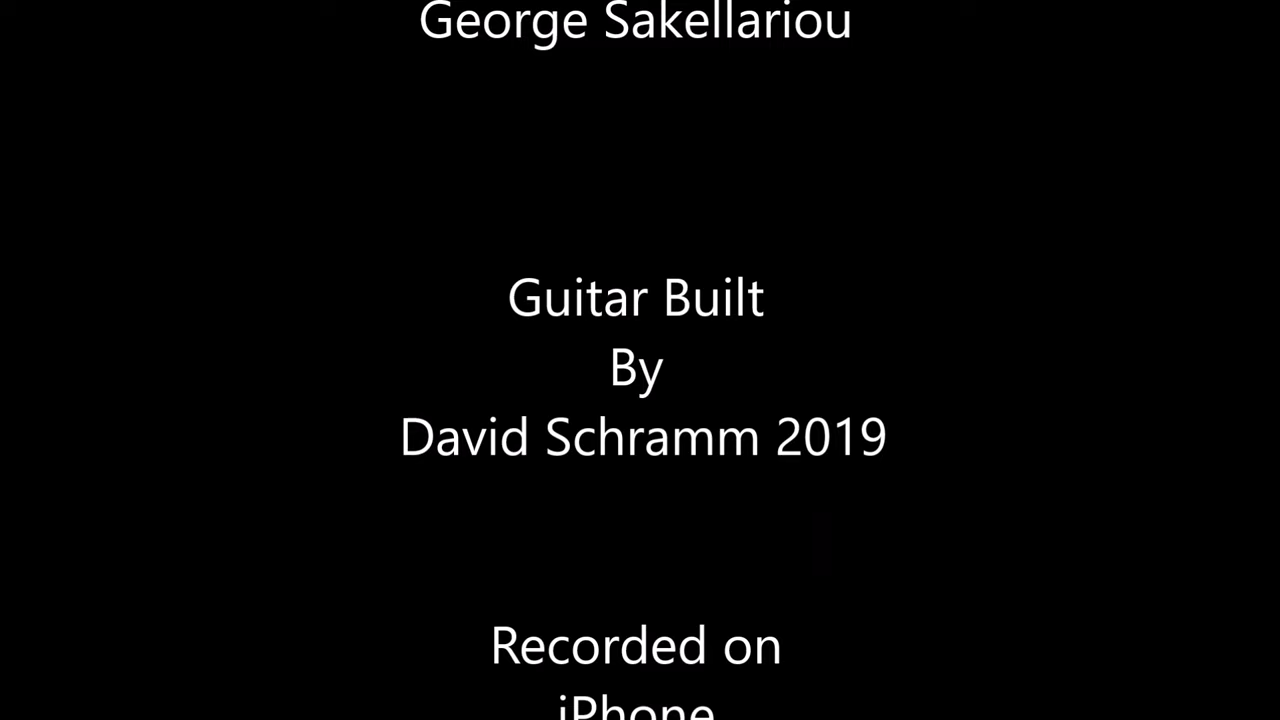 George Sakellariou
Guitar Built
By
David Schramm 2019
Recorded on
iPhone